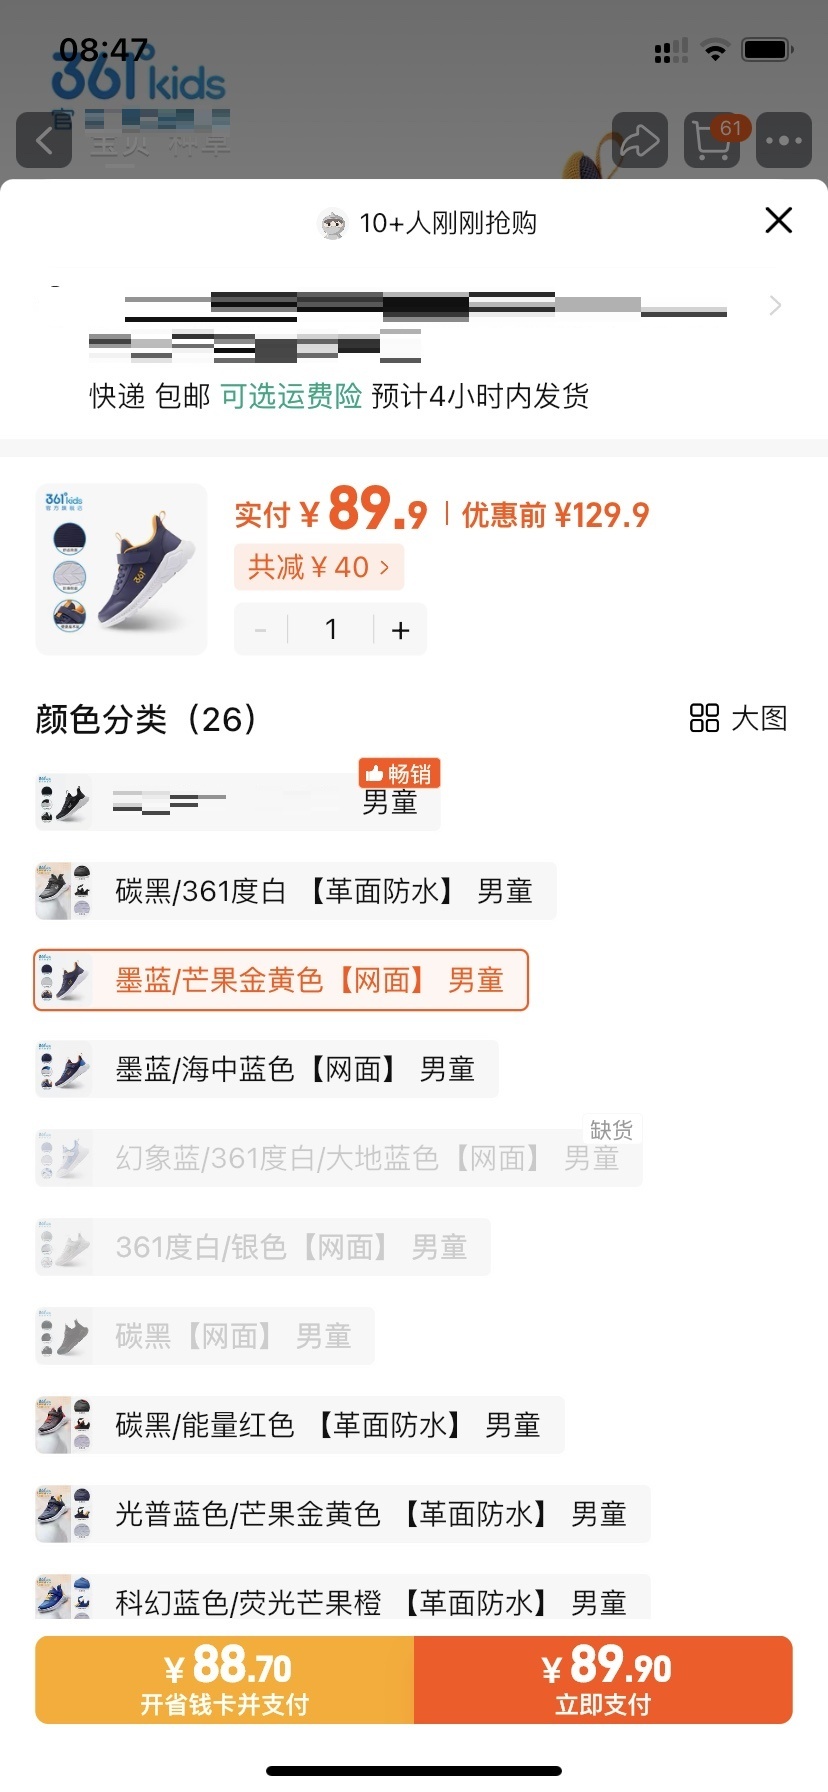 08:47
361° kids
宝贝 种草
61
10+人刚刚抢购
快递 包邮 可选运费险 预计4小时内发货
361° kids
361°
实付 ¥89.9 优惠前 ¥129.9
共减 ¥40 >
- 1 +
颜色分类（26）
大图
畅销
男童
碳黑/361度白 【革面防水】 男童
墨蓝/芒果金黄色【网面】 男童
墨蓝/海中蓝色【网面】 男童
缺货
幻象蓝/361度白/大地蓝色【网面】 男童
361度白/银色【网面】 男童
碳黑【网面】 男童
碳黑/能量红色 【革面防水】 男童
光普蓝色/芒果金黄色 【革面防水】 男童
科幻蓝色/荧光芒果橙 【革面防水】 男童
¥88.70 ¥89.90
开省钱卡并支付 立即支付